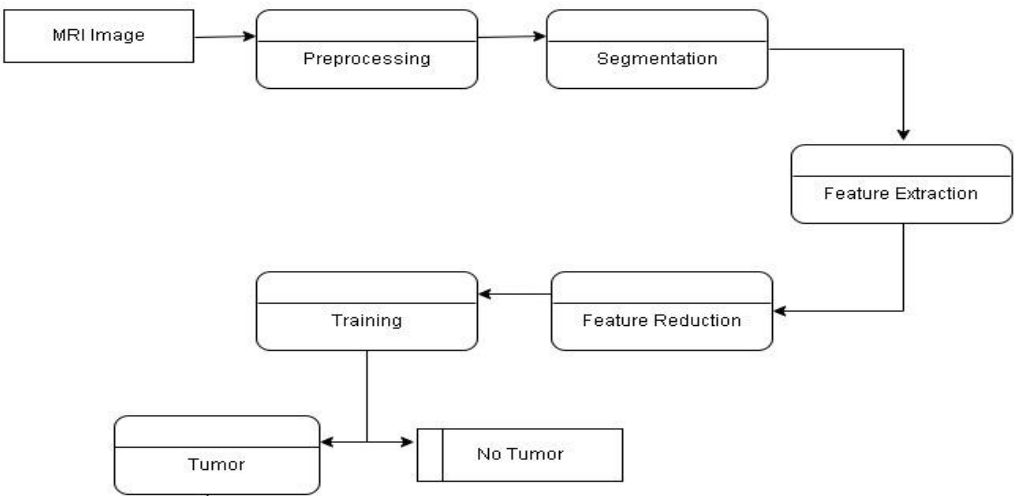 MRI Image
Preprocessing
Segmentation
Feature Extraction
Feature Reduction
Training
Tumor
No Tumor